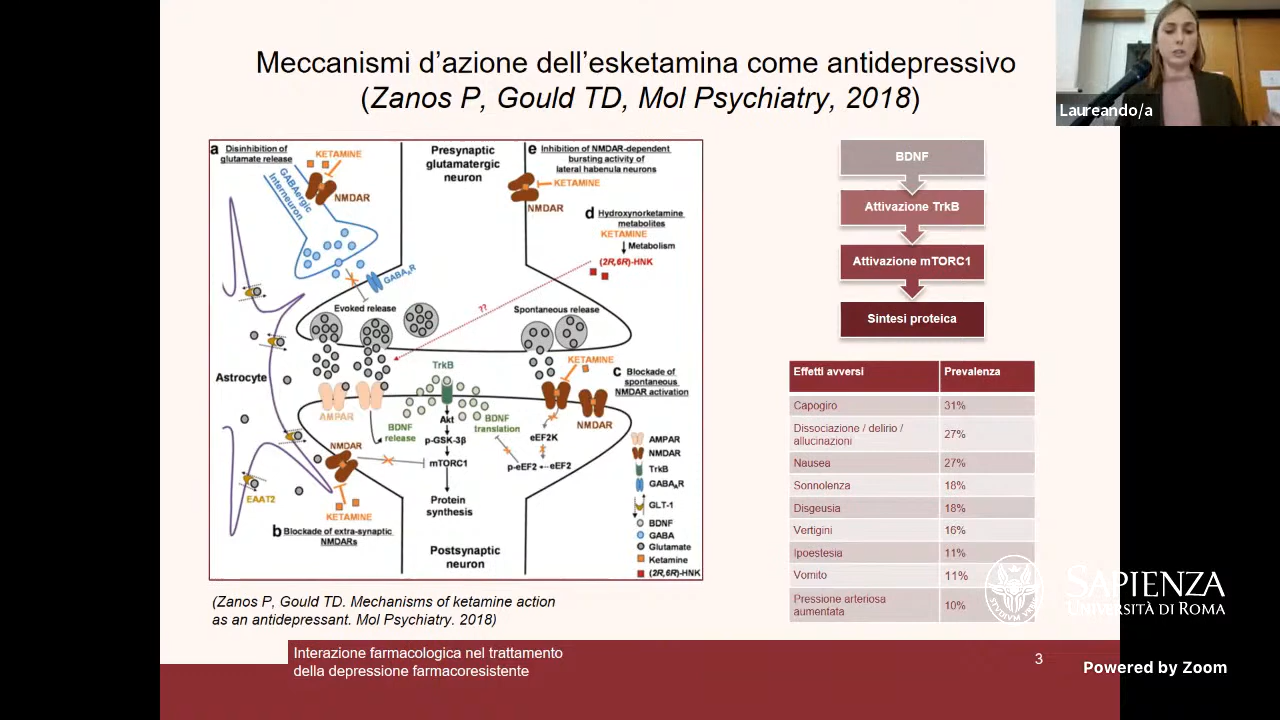 Meccanismi d'azione dell'esketamina come antidepressivo
(Zanos P, Gould TD, Mol Psychiatry, 2018)
Laureando/a
a Disinhibition of
glutamate release
KETAMINE
NMDAR
GABAergic
Interneuron
GABAAR
Presynaptic
glutamatergic
neuron
e Inhibition of NMDAR-dependent
bursting activity of
lateral habenula neurons
KETAMINE
NMDAR
d Hydroxynorketamine
metabolites
KETAMINE
Metabolism
(2R,6R)-HNK
??
Evoked release
Spontaneous release
Astrocyte
TrkB
KETAMINE
c Blockade of
spontaneous
NMDAR activation
AMPAR
BDNF
release
Akt
BDNF
translation
NMDAR
p-GSK-3β
eEF2K
NMDAR
mTORC1
p-eEF2
eEF2
EAAT2
KETAMINE
Protein
synthesis
b Blockade of extra-synaptic
NMDARs
Postsynaptic
neuron
AMPAR
NMDAR
TrkB
GABAAR
GLT-1
BDNF
GABA
Glutamate
Ketamine
(2R,6R)-HNK
(Zanos P, Gould TD. Mechanisms of ketamine action
as an antidepressant. Mol Psychiatry. 2018)
BDNF
Attivazione TrkB
Attivazione mTORC1
Sintesi proteica
Effetti avversi Prevalenza
Capogiro 31%
Dissociazione / delirio /
allucinazioni 27%
Nausea 27%
Sonnolenza 18%
Disgeusia 18%
Vertigini 16%
Ipoestesia 11%
Vomito 11%
Pressione arteriosa
aumentata 10%
SAPIENZA
UNIVERSITÀ DI ROMA
Interazione farmacologica nel trattamento
della depressione farmacoresistente
3
Powered by Zoom